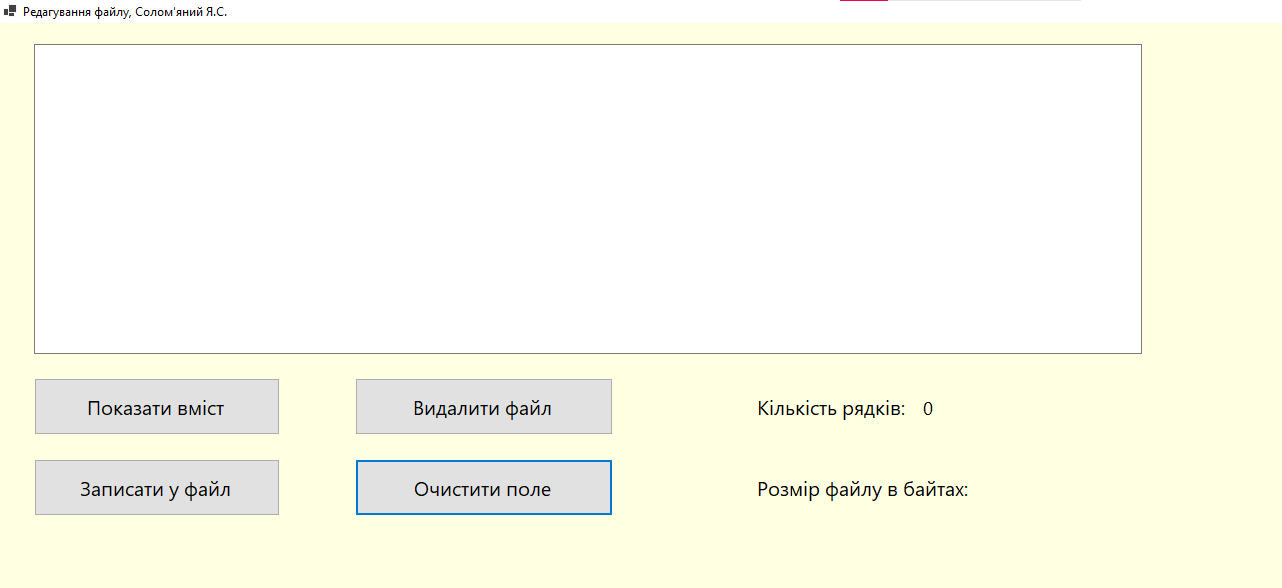 Редагування файлу, Солом'яний Я.С.
Показати вміст
Видалити файл
Кількість рядків: 0
Записати у файл
Очистити поле
Розмір файлу в байтах: